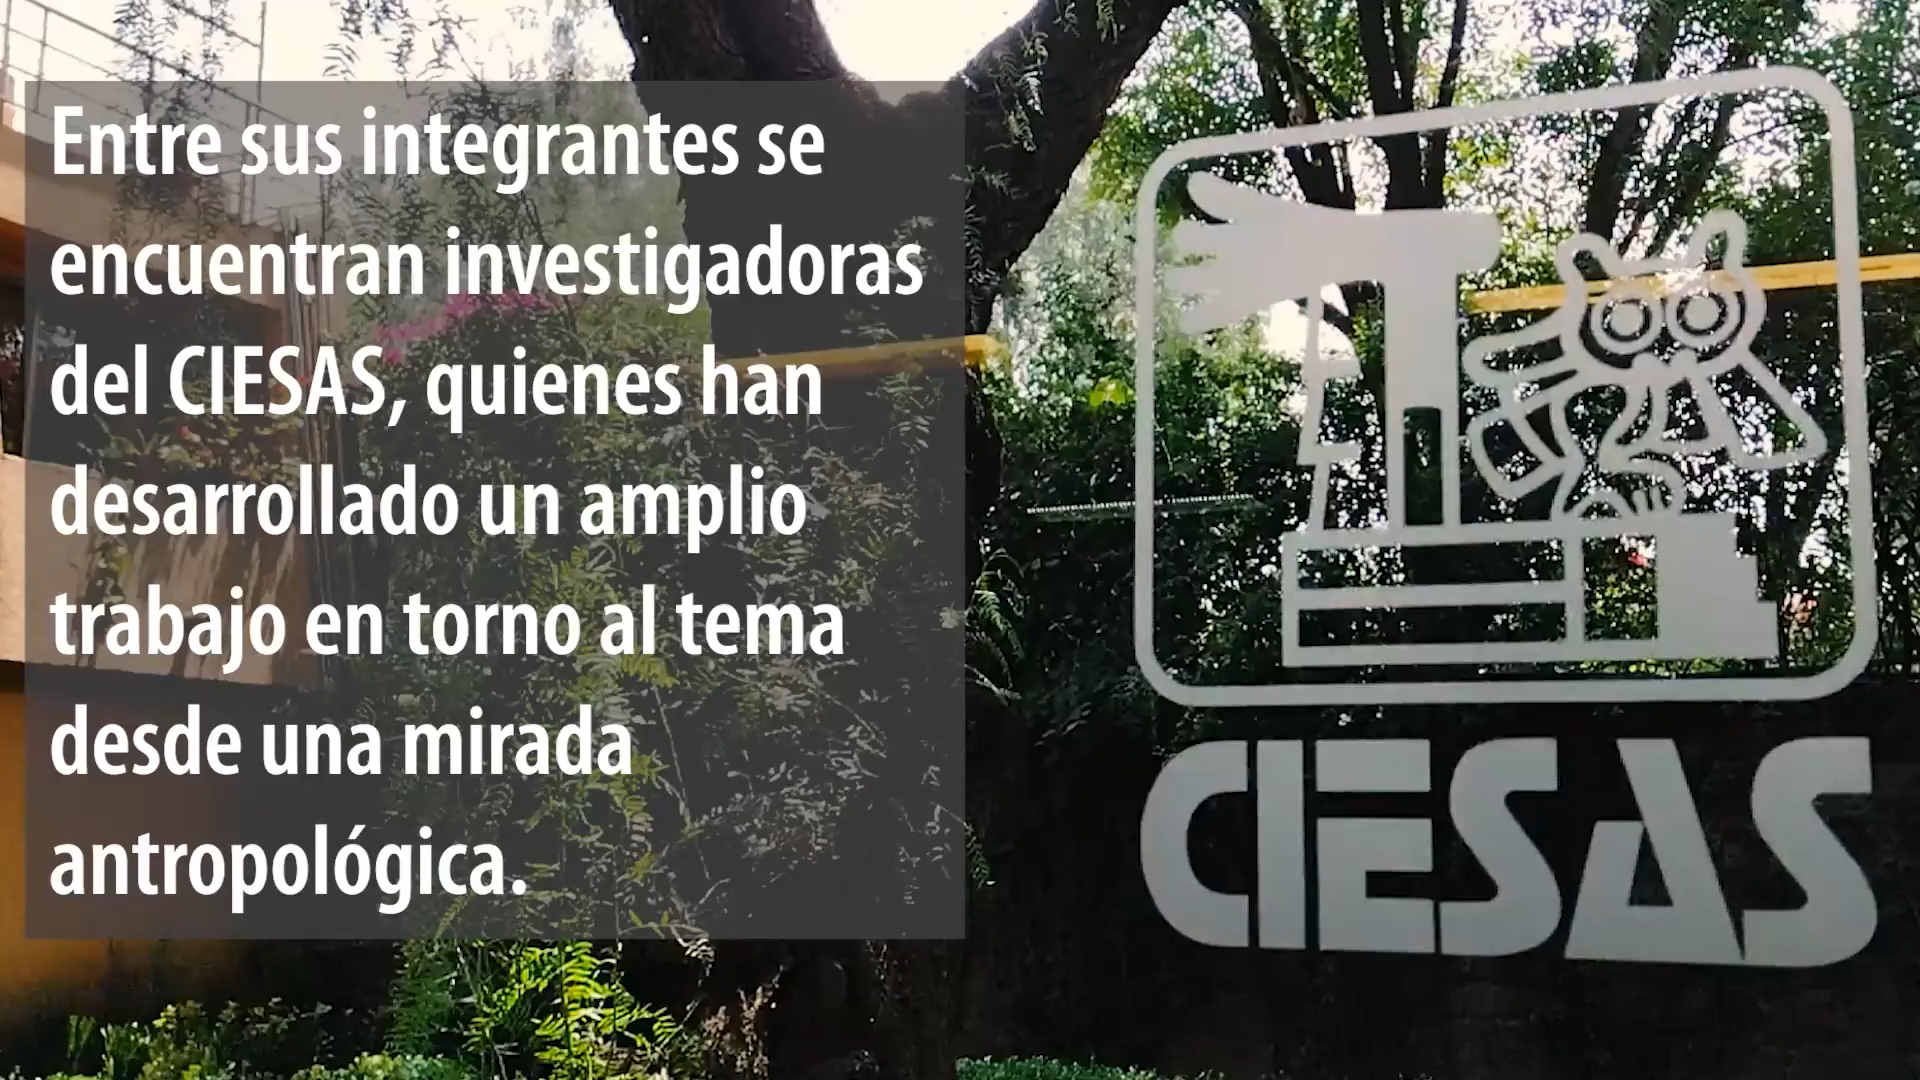 Entre sus integrantes se
encuentran investigadoras
del CIESAS, quienes han
desarrollado un amplio
trabajo en torno al tema
desde una mirada
antropológica.
CIESAS